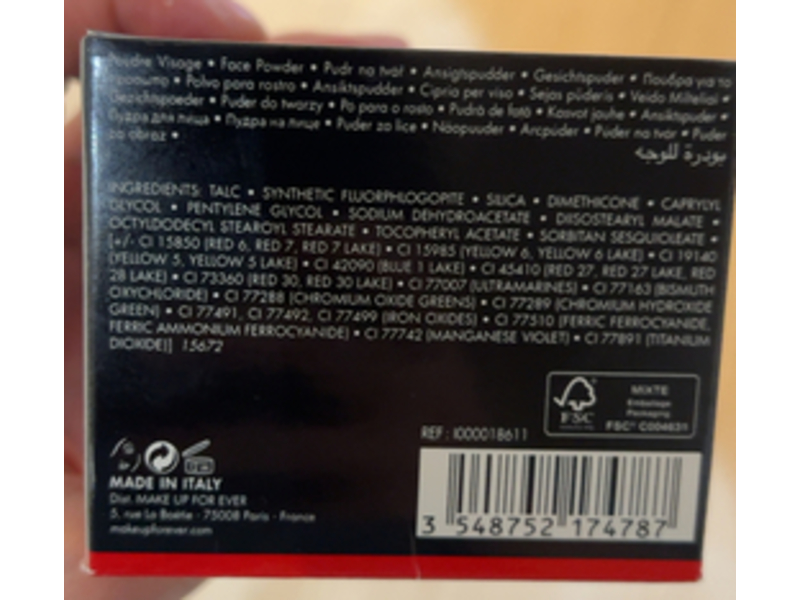 Poudre Visage • Face Powder • Pudr na tvář • Ansigtspudder • Gesichtspuder • Πούδρα για το
πρόσωπο • Polvo para rostro • Ansiktspudder • Cipria per viso • Sejas pūderis • Veido Milteliai •
Gezichtspoeder • Puder do twarzy • Pó para o rosto • Pudră de față • Kasvot jauhe • Ansiktspuder •
Пудра для лица • Пудра на лице • Puder za lice • Näopuuder • Arcpúder • Púder na tvár • Puder
za obraz •
بودرة للوجه
INGREDIENTS: TALC • SYNTHETIC FLUORPHLOGOPITE • SILICA • DIMETHICONE • CAPRYLYL
GLYCOL • PENTYLENE GLYCOL • SODIUM DEHYDROACETATE • DIISOSTEARYL MALATE •
OCTYLDODECYL STEAROYL STEARATE • TOCOPHERYL ACETATE • SORBITAN SESQUIOLEATE •
[+/- CI 15850 (RED 6, RED 7, RED 7 LAKE) • CI 15985 (YELLOW 6, YELLOW 6 LAKE) • CI 19140
(YELLOW 5, YELLOW 5 LAKE) • CI 42090 (BLUE 1 LAKE) • CI 45410 (RED 27, RED 27 LAKE, RED
28 LAKE) • CI 73360 (RED 30, RED 30 LAKE) • CI 77007 (ULTRAMARINES) • CI 77163 (BISMUTH
OXYCHLORIDE) • CI 77288 (CHROMIUM OXIDE GREENS) • CI 77289 (CHROMIUM HYDROXIDE
GREEN) • CI 77491, CI 77492, CI 77499 (IRON OXIDES) • CI 77510 (FERRIC FERROCYANIDE,
FERRIC AMMONIUM FERROCYANIDE) • CI 77742 (MANGANESE VIOLET) • CI 77891 (TITANIUM
DIOXIDE)] 15672
FSC
MIXTE
Emballage
Packaging
FSC® C004631
REF : I000018611
MADE IN ITALY
Dist. MAKE UP FOR EVER
5, rue La Boétie - 75008 Paris - France
makeupforever.com
3 548752 174787